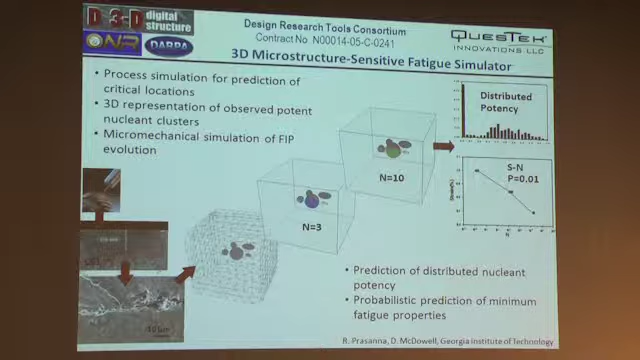 D 3-D digital structure
ONR
DARPA
Design Research Tools Consortium
Contract No N00014-05-C-0241
QUESTEK
INNOVATIONS LLC
3D Microstructure-Sensitive Fatigue Simulator
• Process simulation for prediction of
critical locations
• 3D representation of observed potent
nucleant clusters
• Micromechanical simulation of FIP
evolution
Distributed
Potency
N=10
N=3
S-N
P=0.01
N
• Prediction of distributed nucleant
potency
• Probabilistic prediction of minimum
fatigue properties
R. Prasanna, D. McDowell, Georgia Institute of Technology